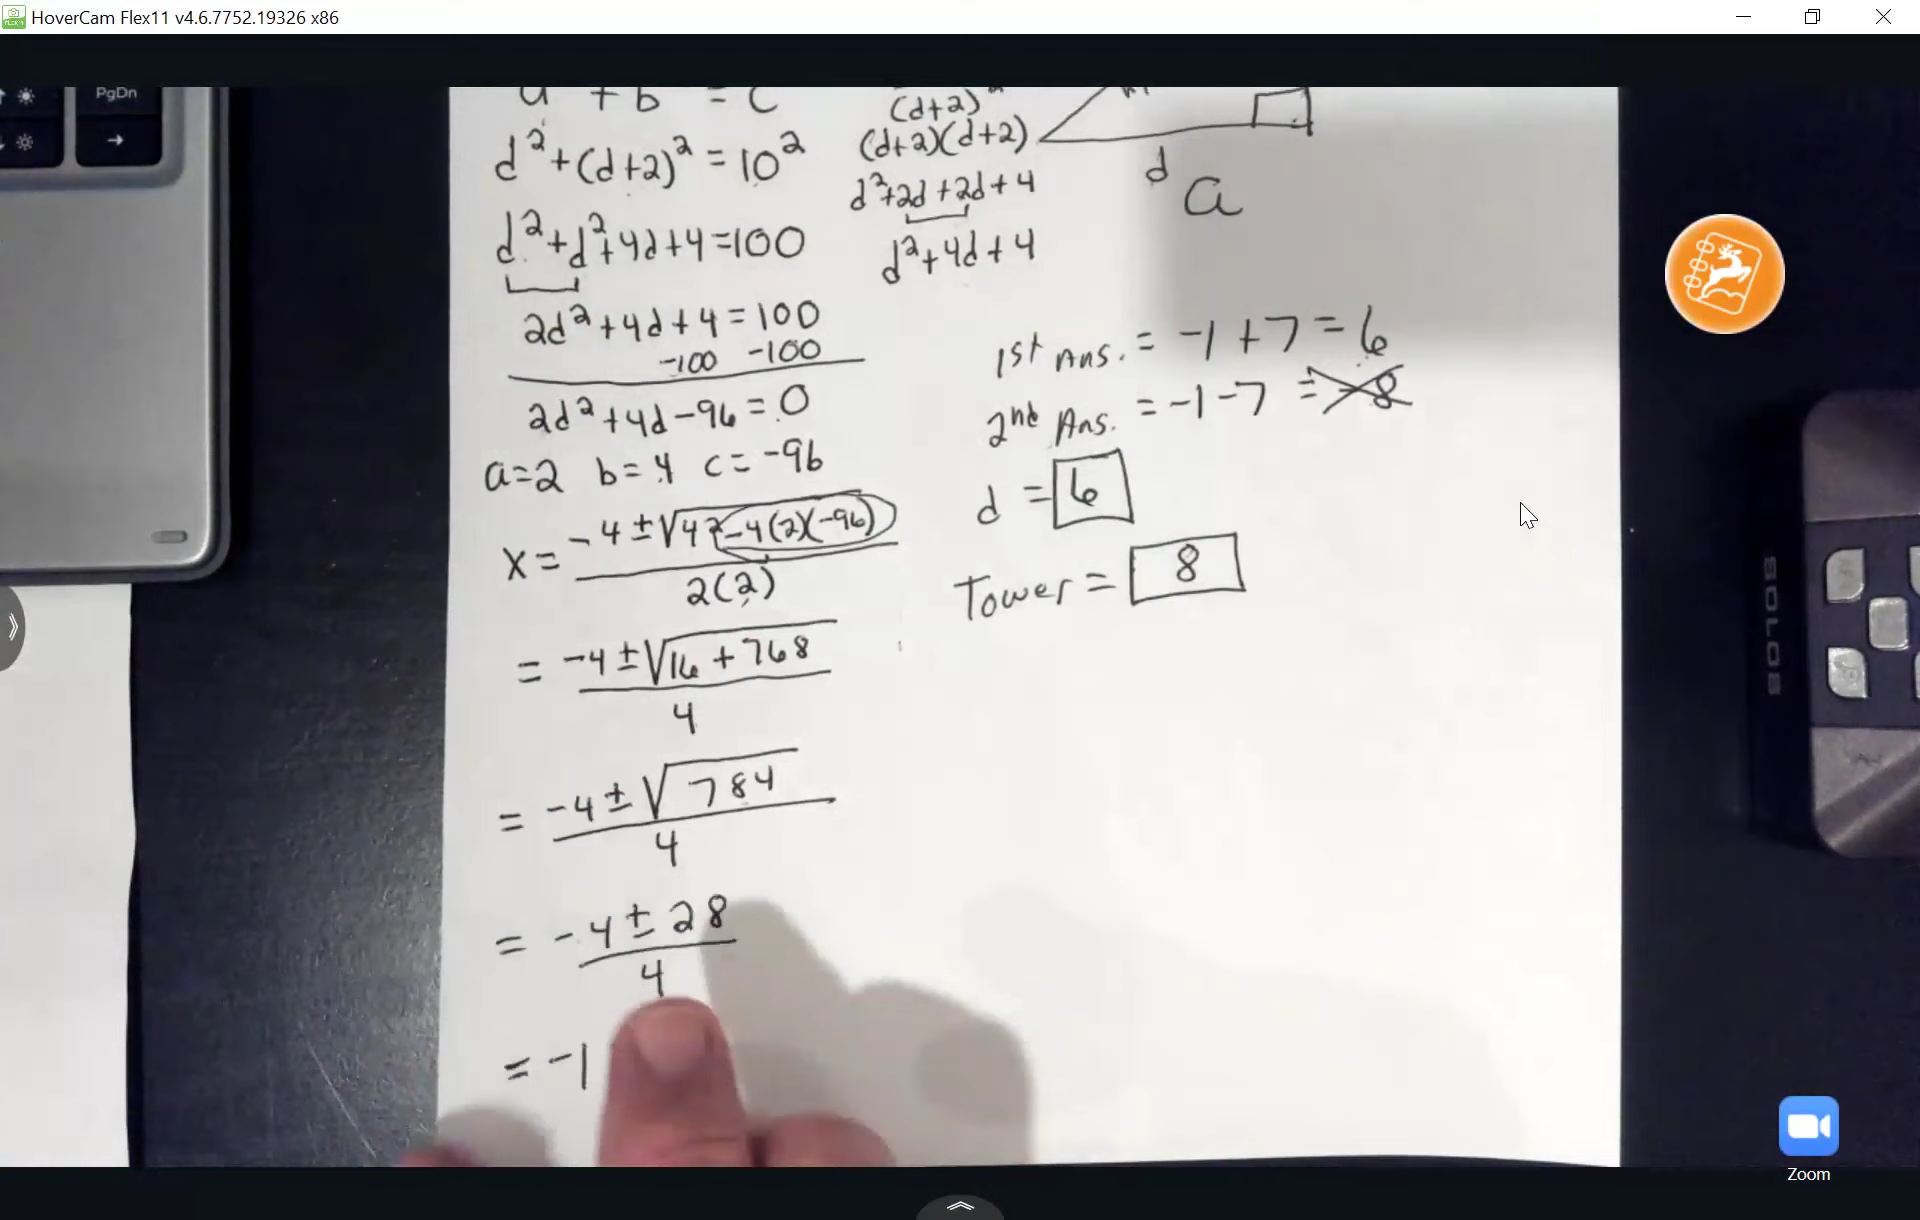 HoverCam Flex11 v4.6.7752.19326 x86
PgDn
a + b = c
d² + (d+2)² = 10²
d² + d² + 4d + 4 = 100
2d² + 4d + 4 = 100
-100 -100
2d² + 4d - 96 = 0
a = 2 b = 4 c = -96
x = -4 ± √4² - 4(2)(-96)
2(2)
= -4 ± √16 + 768
4
= -4 ± √784
4
= -4 ± 28
4
= -1
(d+2)²
(d+2)(d+2)
d² + 2d + 2d + 4
d² + 4d + 4
d
a
1st Ans. = -1 + 7 = 6
2nd Ans. = -1 - 7 = -8
d = 6
Tower = 8
SOLO8
Zoom